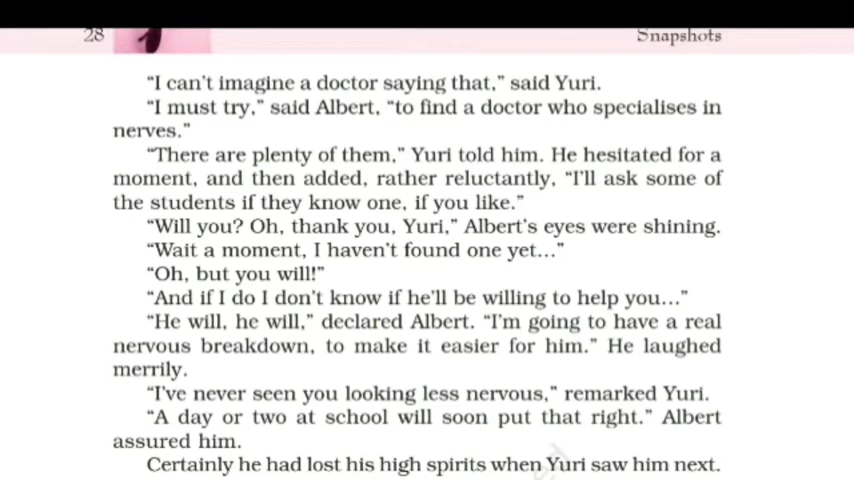 28
Snapshots
“I can’t imagine a doctor saying that,” said Yuri.
“I must try,” said Albert, “to find a doctor who specialises in
nerves.”
“There are plenty of them,” Yuri told him. He hesitated for a
moment, and then added, rather reluctantly, “I’ll ask some of
the students if they know one, if you like.”
“Will you? Oh, thank you, Yuri,” Albert’s eyes were shining.
“Wait a moment, I haven’t found one yet...”
“Oh, but you will!”
“And if I do I don’t know if he’ll be willing to help you...”
“He will, he will,” declared Albert. “I’m going to have a real
nervous breakdown, to make it easier for him.” He laughed
merrily.
“I’ve never seen you looking less nervous,” remarked Yuri.
“A day or two at school will soon put that right.” Albert
assured him.
Certainly he had lost his high spirits when Yuri saw him next.